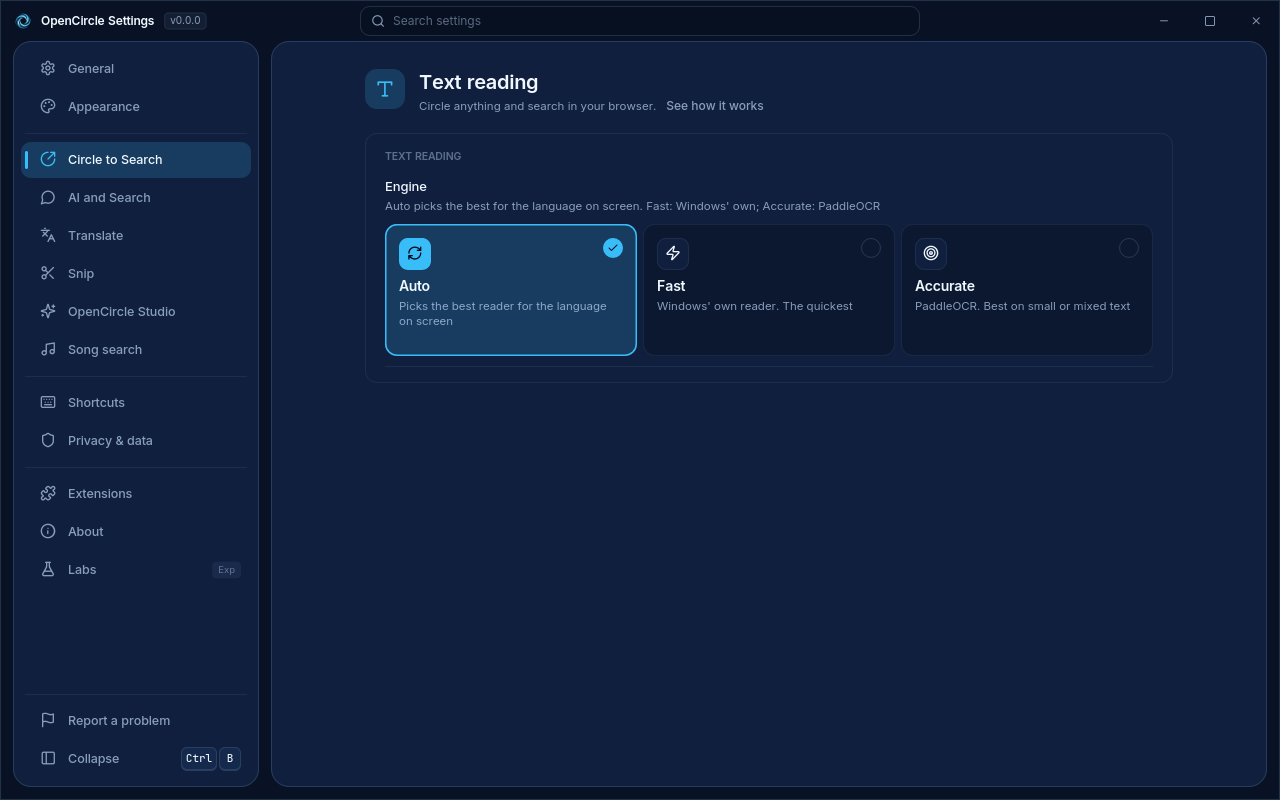 OpenCircle Settings v0.0.0
Search settings
General
Appearance
Circle to Search
AI and Search
Translate
Snip
OpenCircle Studio
Song search
Shortcuts
Privacy & data
Extensions
About
Labs Exp
Report a problem
Collapse Ctrl B
Text reading
Circle anything and search in your browser. See how it works
TEXT READING
Engine
Auto picks the best for the language on screen. Fast: Windows' own; Accurate: PaddleOCR
Auto
Picks the best reader for the language
on screen
Fast
Windows' own reader. The quickest
Accurate
PaddleOCR. Best on small or mixed text